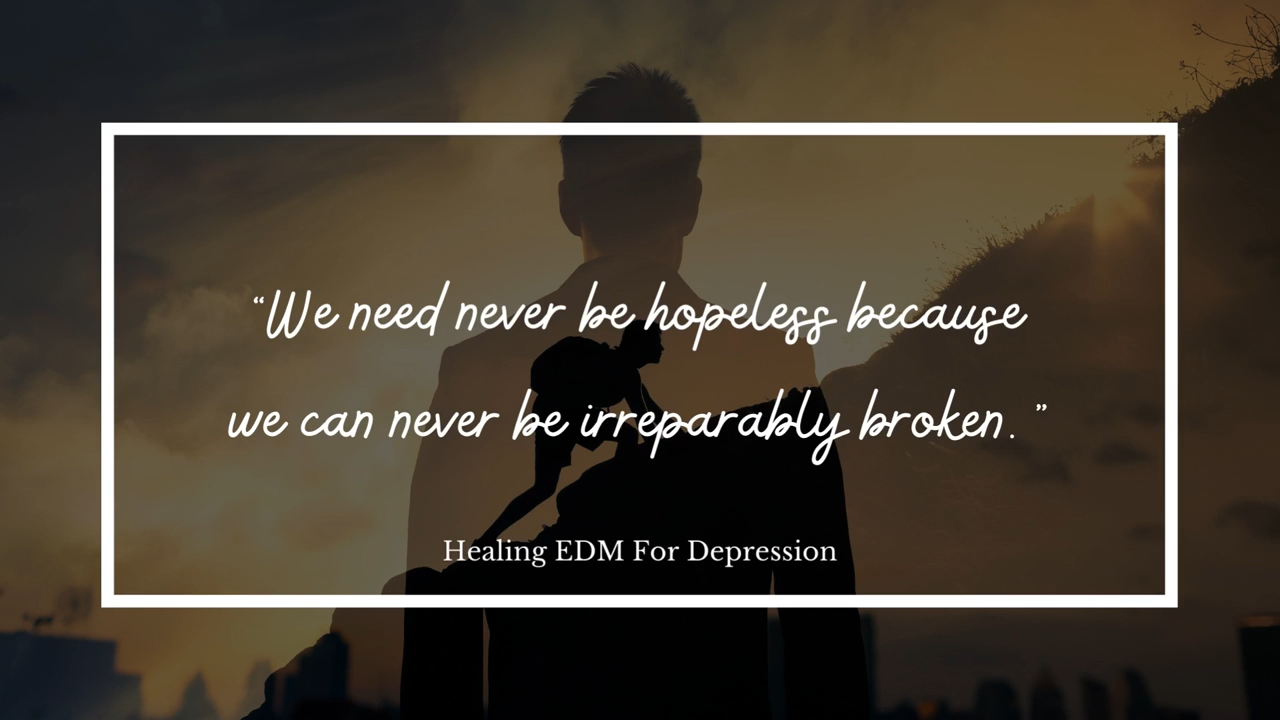 “We need never be hopeless because
we can never be irreparably broken. ”
Healing EDM For Depression